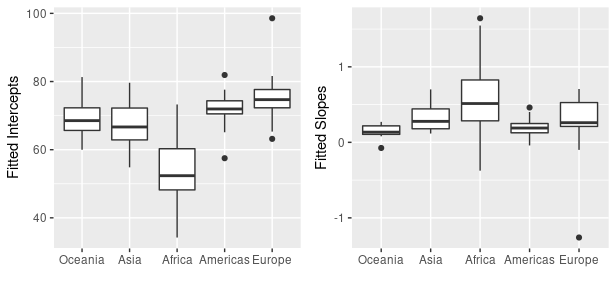 Fitted Intercepts
100
80
60
40
Oceania Asia Africa Americas Europe
Fitted Slopes
1
0
-1
Oceania Asia Africa Americas Europe